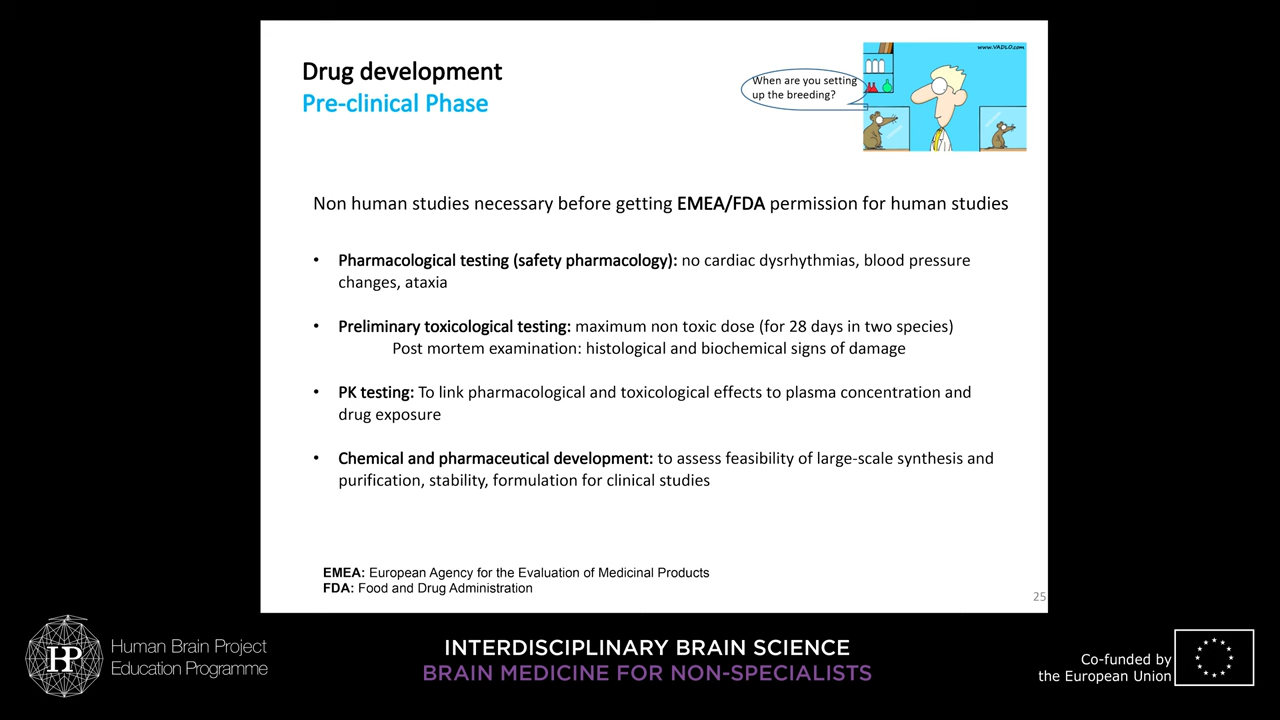 www.VADLO.com
Drug development
Pre-clinical Phase
When are you setting
up the breeding?
Non human studies necessary before getting EMEA/FDA permission for human studies
• Pharmacological testing (safety pharmacology): no cardiac dysrhythmias, blood pressure
changes, ataxia
• Preliminary toxicological testing: maximum non toxic dose (for 28 days in two species)
Post mortem examination: histological and biochemical signs of damage
• PK testing: To link pharmacological and toxicological effects to plasma concentration and
drug exposure
• Chemical and pharmaceutical development: to assess feasibility of large-scale synthesis and
purification, stability, formulation for clinical studies
EMEA: European Agency for the Evaluation of Medicinal Products
FDA: Food and Drug Administration
25
HBP
Human Brain Project
Education Programme
INTERDISCIPLINARY BRAIN SCIENCE
BRAIN MEDICINE FOR NON-SPECIALISTS
Co-funded by
the European Union